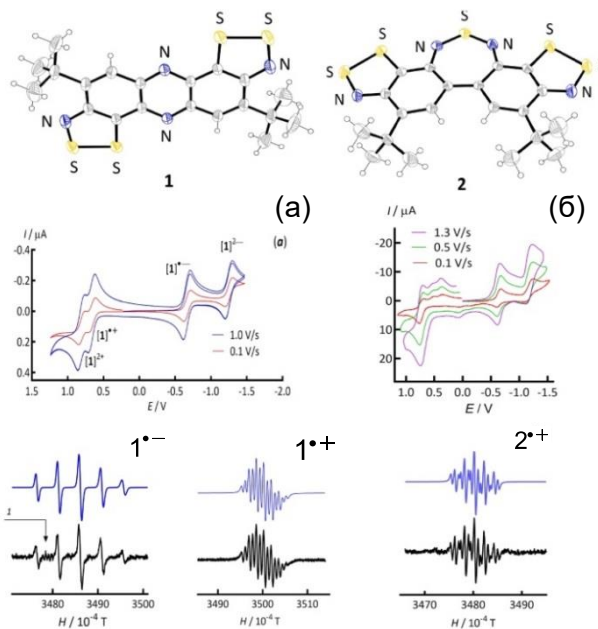 S S
N
N
N
N
S S
1
S
N N
S S
S S
N N
2
(а) (б)
I / μA
-0.4
-0.2
0.0
0.2
0.4
[1]•–
[1]2–
(a)
[1]•+
[1]2+
1.0 V/s
0.1 V/s
1.5 1.0 0.5 0.0 -0.5 -1.0 -1.5 -2.0
E / V
I / μA
-20
-10
0
10
20
1.3 V/s
0.5 V/s
0.1 V/s
1.0 0.5 0.0 -0.5 -1.0 -1.5
E / V
1•− 1•+ 2•+
1
3480 3490 3500
H / 10-4 T
3490 3500 3510
H / 10-4 T
3470 3480 3490
H / 10-4 T